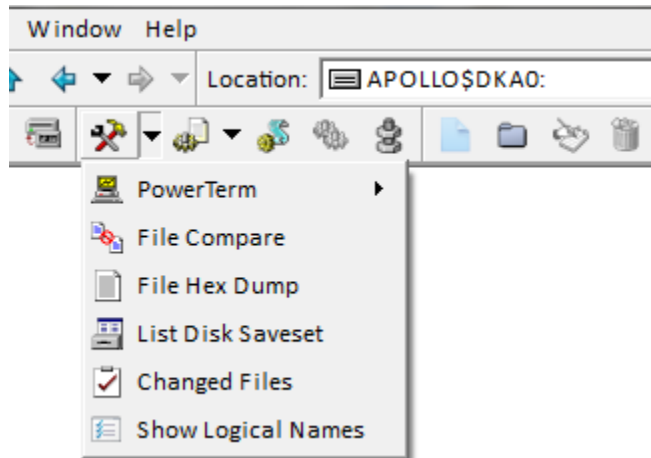 Window Help
Location: APOLLO$DKA0:
PowerTerm
File Compare
File Hex Dump
List Disk Saveset
Changed Files
Show Logical Names